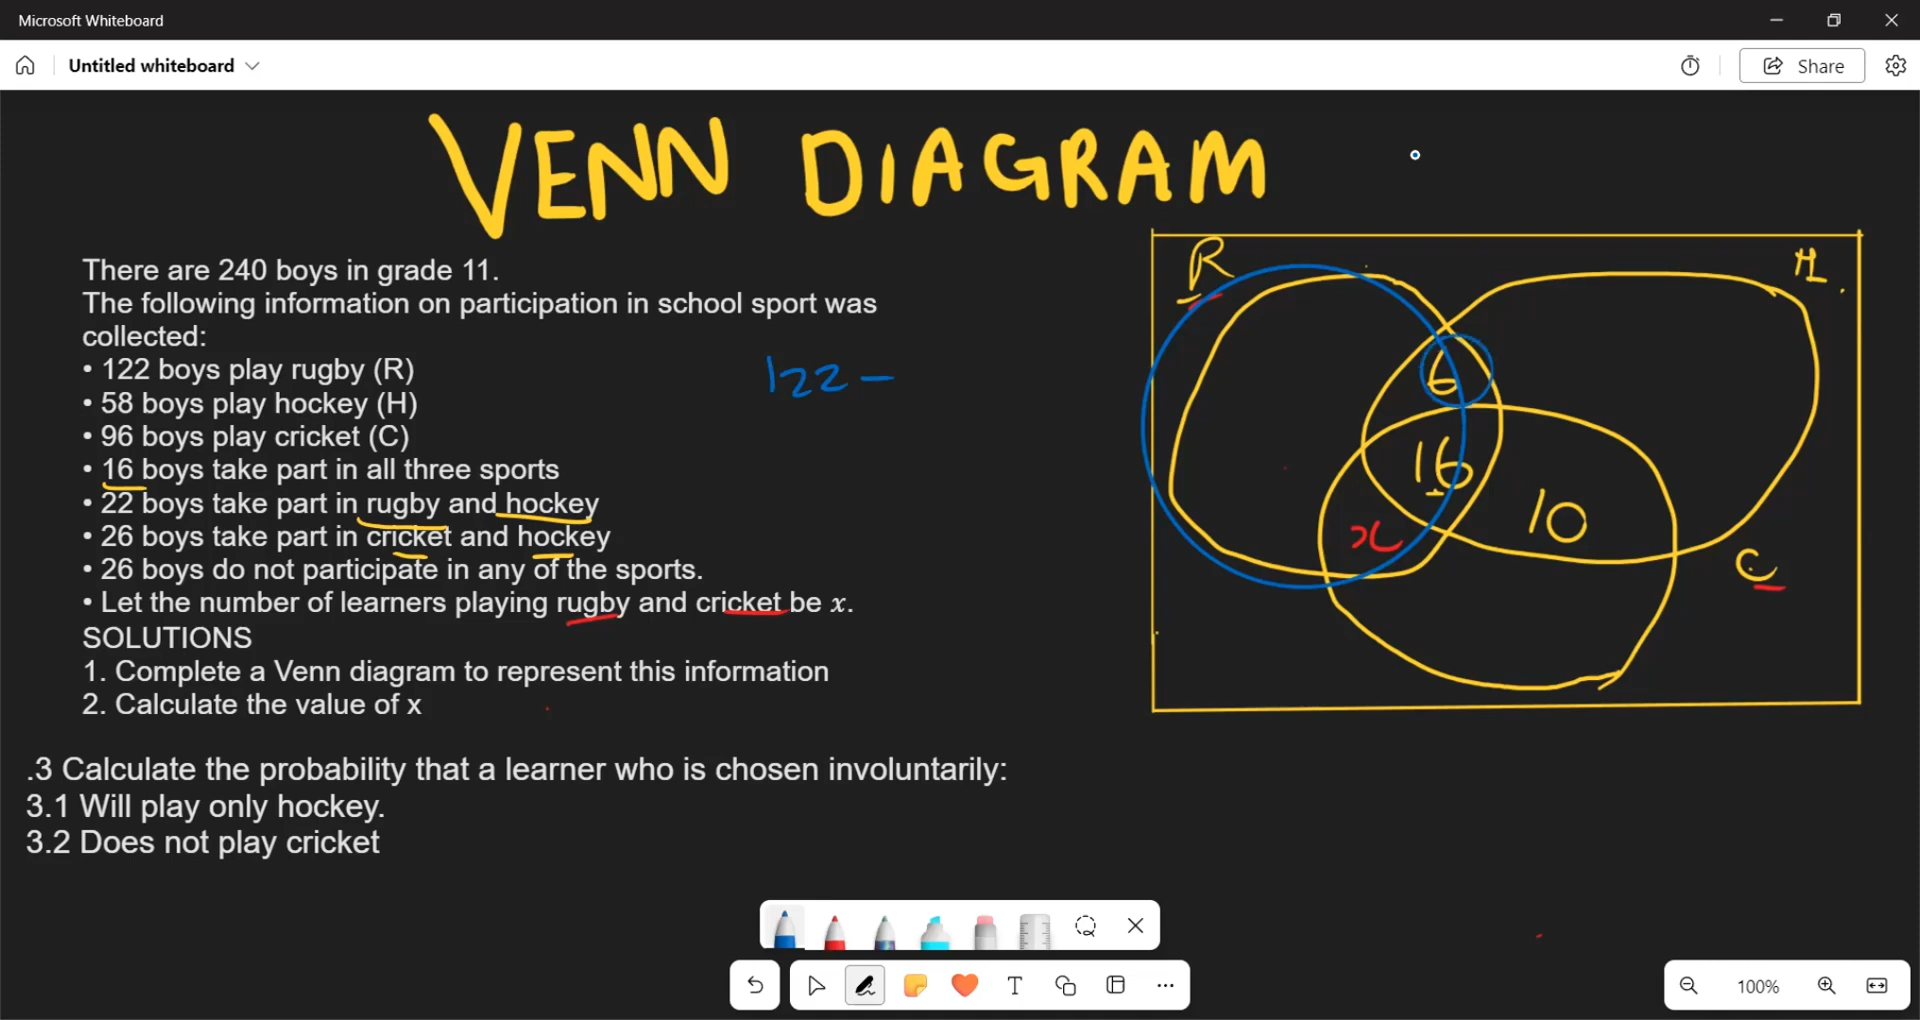 Microsoft Whiteboard
Untitled whiteboard
Share
VENN DIAGRAM
There are 240 boys in grade 11.
The following information on participation in school sport was
collected:
• 122 boys play rugby (R)
• 58 boys play hockey (H)
• 96 boys play cricket (C)
• 16 boys take part in all three sports
• 22 boys take part in rugby and hockey
• 26 boys take part in cricket and hockey
• 26 boys do not participate in any of the sports.
• Let the number of learners playing rugby and cricket be x.
SOLUTIONS
1. Complete a Venn diagram to represent this information
2. Calculate the value of x
.3 Calculate the probability that a learner who is chosen involuntarily:
3.1 Will play only hockey.
3.2 Does not play cricket
122 –
R
H
6
16
x
10
C
100%